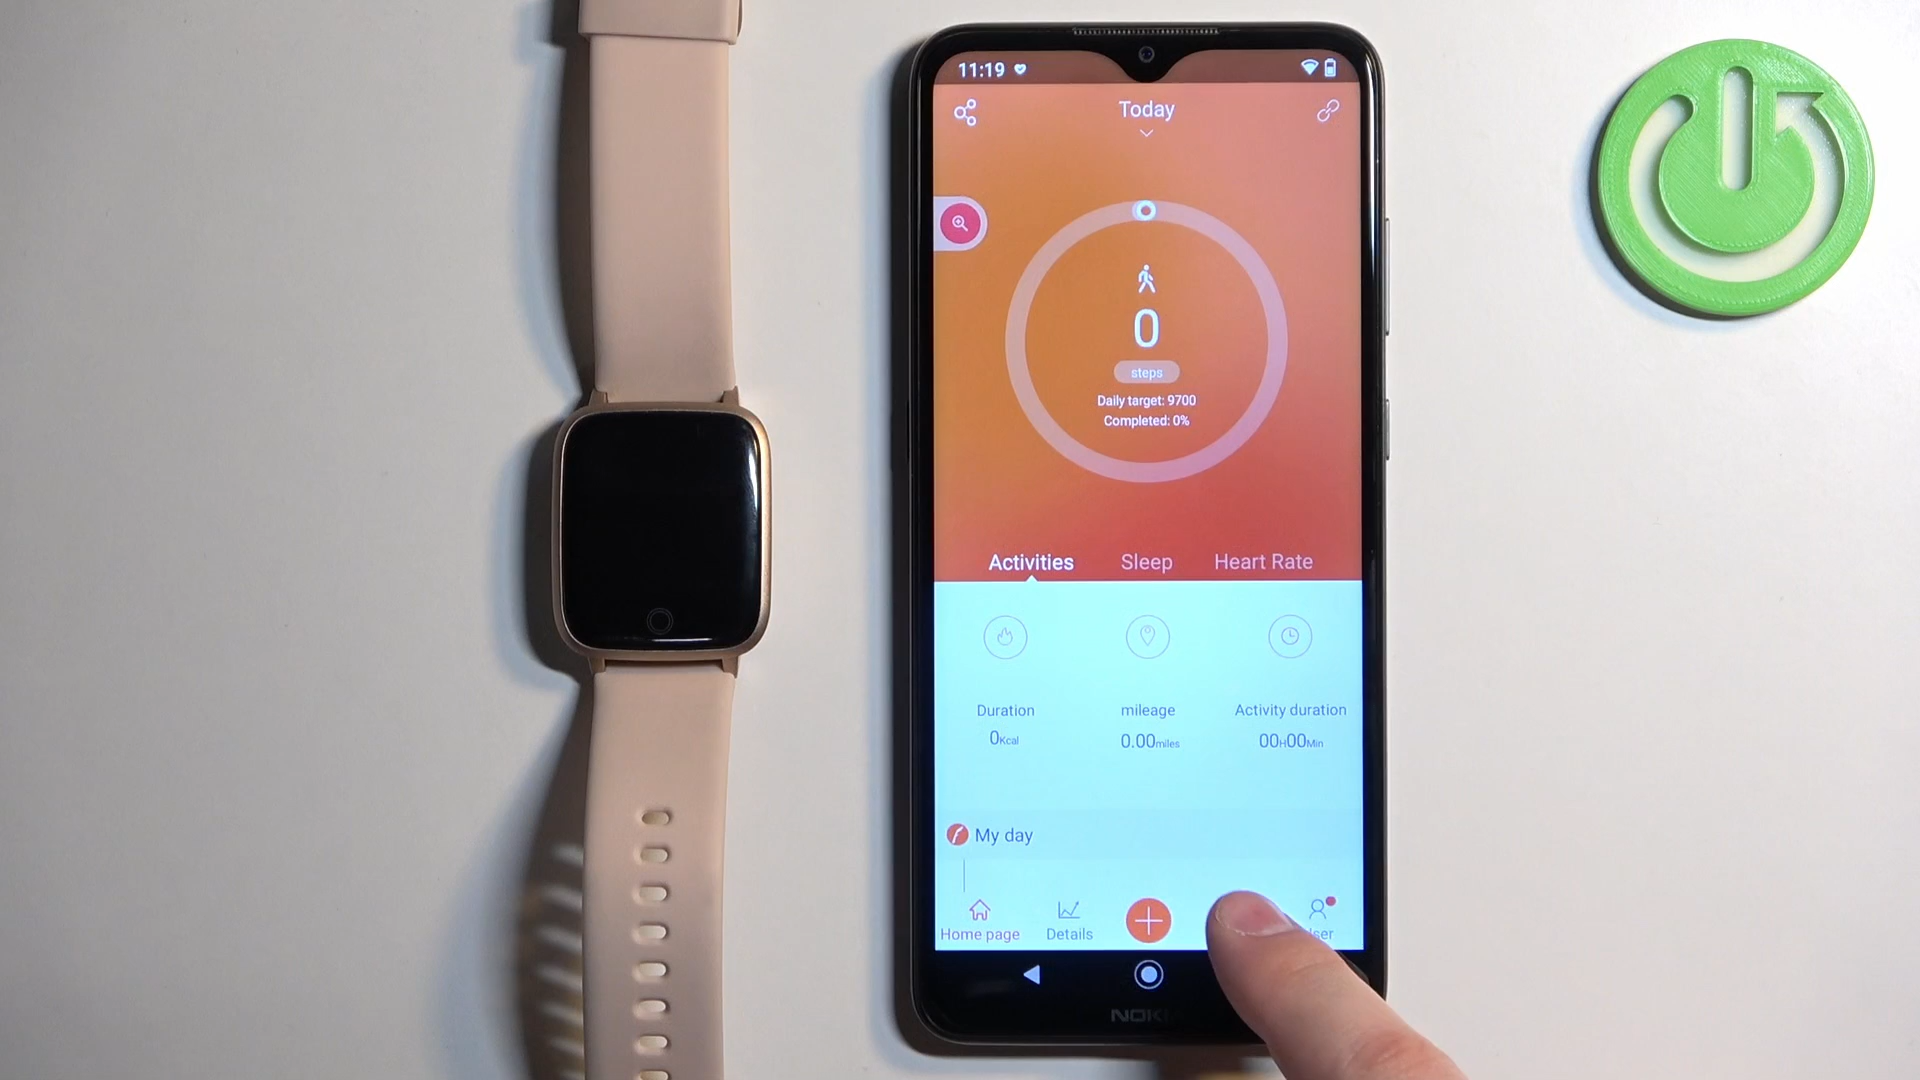 11:19
Today
0
steps
Daily target: 9700
Completed: 0%
Activities Sleep Heart Rate
Duration mileage Activity duration
0Kcal 0.00miles 00H00Min
My day
Home page Details